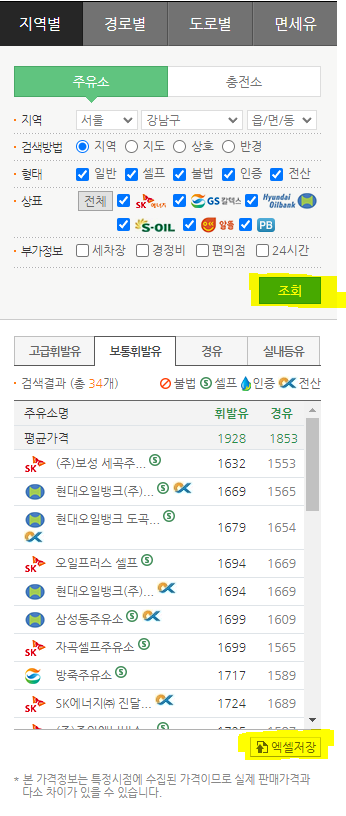 지역별 경로별 도로별 면세유
주유소 충전소
지역 서울 강남구 읍/면/동
검색방법 지역 지도 상호 반경
형태 일반 셀프 불법 인증 전산
상표 전체 SK에너지 GS칼텍스 Hyundai Oilbank
S-OIL 알뜰 PB
부가정보 세차장 경정비 편의점 24시간
조회
고급휘발유 보통휘발유 경유 실내등유
검색결과 (총 34개) 불법 셀프 인증 전산
주유소명 휘발유 경유
평균가격 1928 1853
SK (주)보성 세곡주... S 1632 1553
현대오일뱅크(주)... S 1669 1565
현대오일뱅크 도곡... S 1679 1654
SK 오일프러스 셀프 S 1694 1669
현대오일뱅크(주)... 1694 1669
삼성동주유소 S 1699 1609
SK 자곡셀프주유소 S 1699 1565
방죽주유소 S 1717 1589
SK SK에너지㈜ 진달... 1724 1689
엑셀저장
* 본 가격정보는 특정시점에 수집된 가격이므로 실제 판매가격과
다소 차이가 있을 수 있습니다.